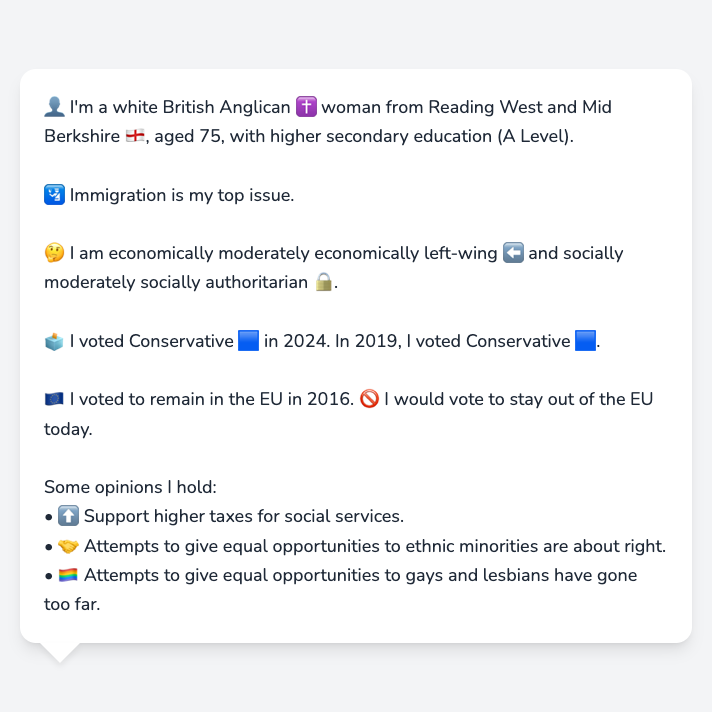 👤 I'm a white British Anglican ✝️ woman from Reading West and Mid
Berkshire 🏴󠁧󠁢󠁥󠁮󠁧󠁿, aged 75, with higher secondary education (A Level).
🛂 Immigration is my top issue.
🤔 I am economically moderately economically left-wing ⬅️ and socially
moderately socially authoritarian 🔒.
🗳️ I voted Conservative 🟦 in 2024. In 2019, I voted Conservative 🟦.
🇪🇺 I voted to remain in the EU in 2016. 🚫 I would vote to stay out of the EU
today.
Some opinions I hold:
• ⬆️ Support higher taxes for social services.
• 🤝 Attempts to give equal opportunities to ethnic minorities are about right.
• 🏳️‍🌈 Attempts to give equal opportunities to gays and lesbians have gone
too far.